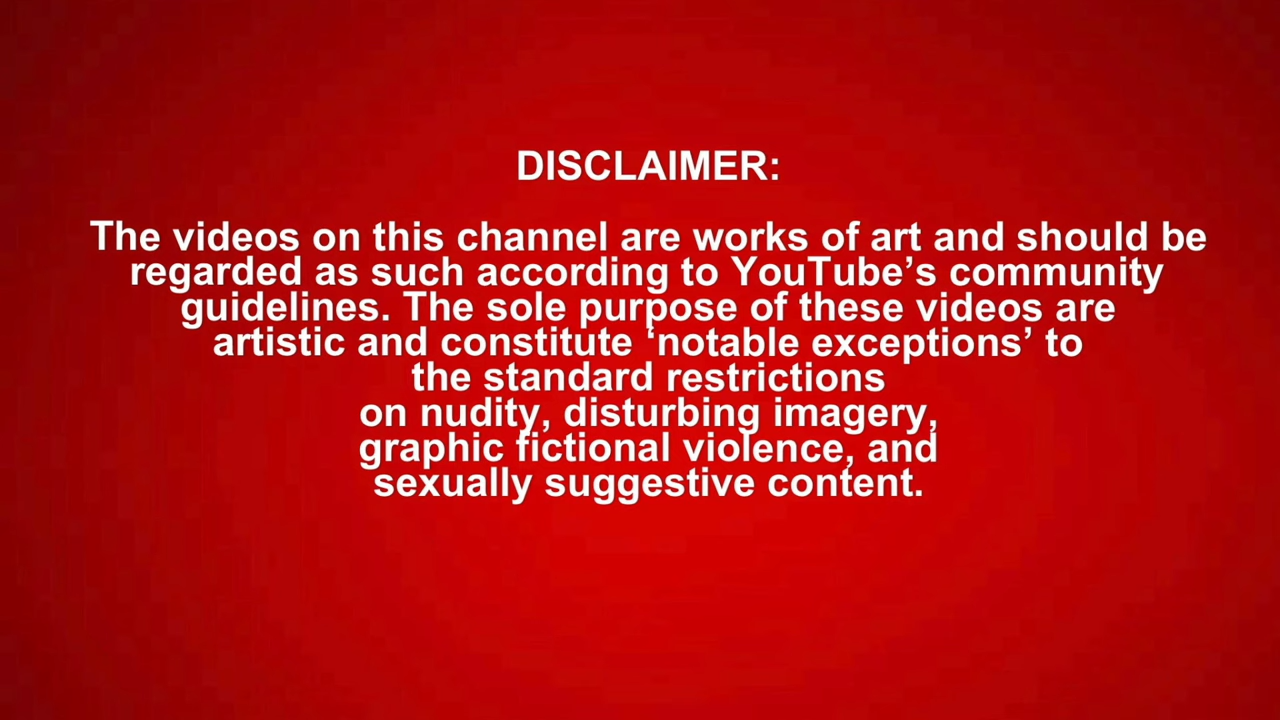 DISCLAIMER:
The videos on this channel are works of art and should be
regarded as such according to YouTube’s community
guidelines. The sole purpose of these videos are
artistic and constitute ‘notable exceptions’ to
the standard restrictions
on nudity, disturbing imagery,
graphic fictional violence, and
sexually suggestive content.